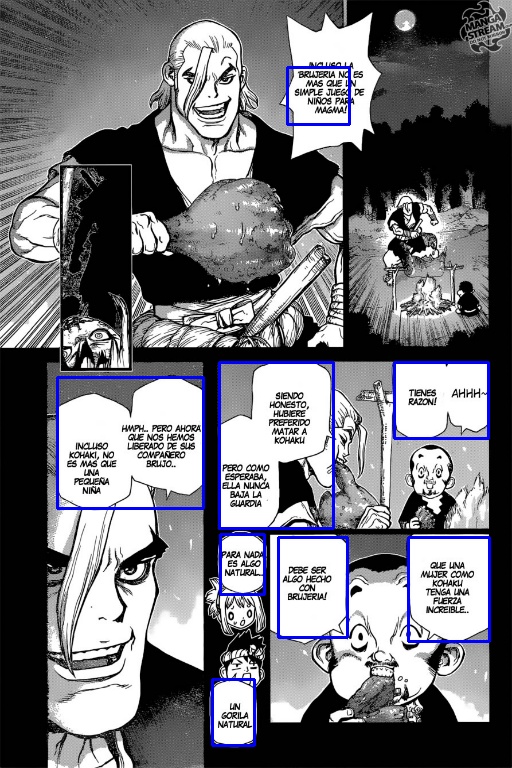 MANGA
STREAM
INCLUSO LA
BRUJERIA NO ES
MAS QUE UN
SIMPLE JUEGO DE
NIÑOS PARA
MAGMA!
AHHH~
TIENES
RAZON!
SIENDO
HONESTO,
HUBIERE
PREFERIDO
MATAR A
KOHAKU
PERO COMO
ESPERABA,
ELLA NUNCA
BAJA LA
GUARDIA
HMPH.. PERO AHORA
QUE NOS HEMOS
LIBERADO DE SUS
COMPAÑERO
BRUJO..
INCLUSO
KOHAKI, NO
ES MAS QUE
UNA
PEQUEÑA
NIÑA
QUE UNA
MUJER COMO
KOHAKU
TENGA UNA
FUERZA
INCREIBLE..
DEBE SER
ALGO HECHO
CON
BRUJERIA!
PARA NADA
ES ALGO
NATURAL..
UN
GORILA
NATURAL